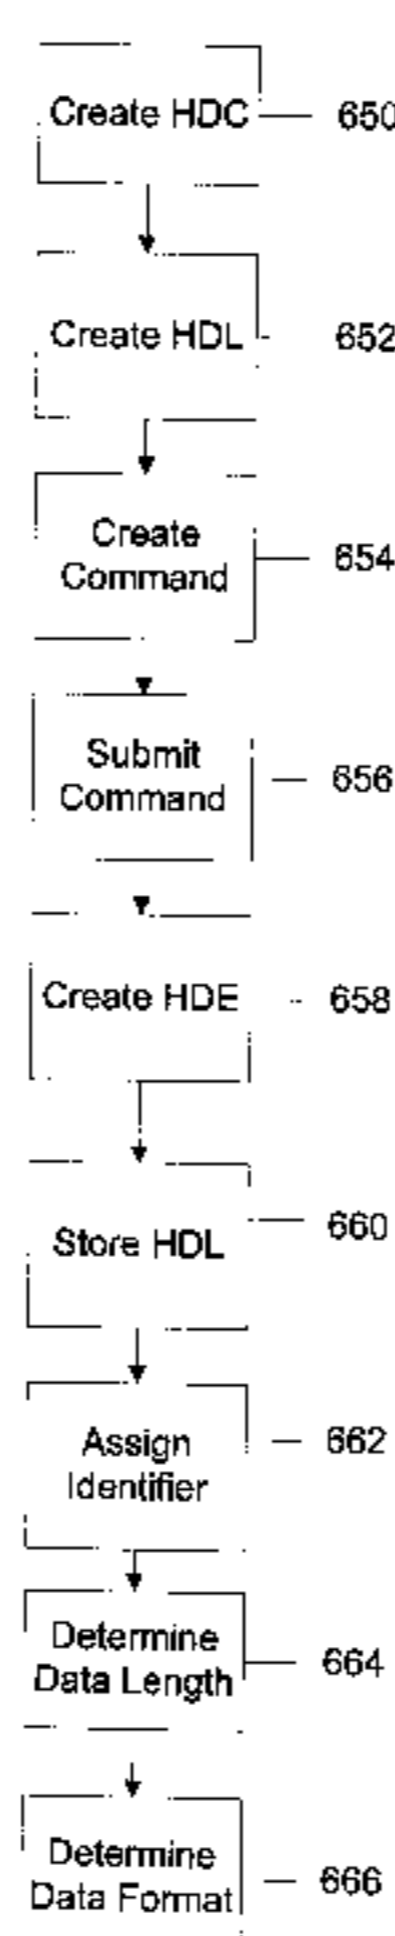 Create HDC 650
Create HDL 652
Create
Command
654
Submit
Command
656
Create HDE 658
Store HDL 660
Assign
Identifier
662
Determine
Data Length
664
Determine
Data Format
666